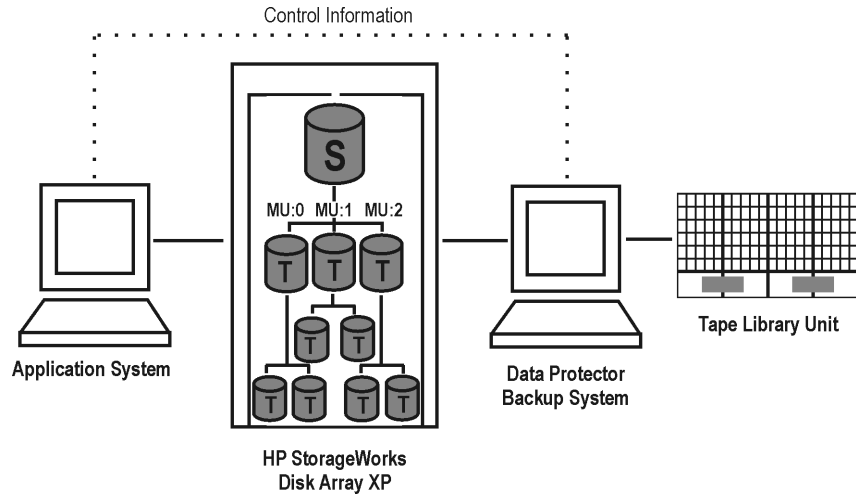 Control Information
S
MU:0 MU:1 MU:2
T T T
T T
T T T T
Application System
HP StorageWorks
Disk Array XP
Data Protector
Backup System
Tape Library Unit